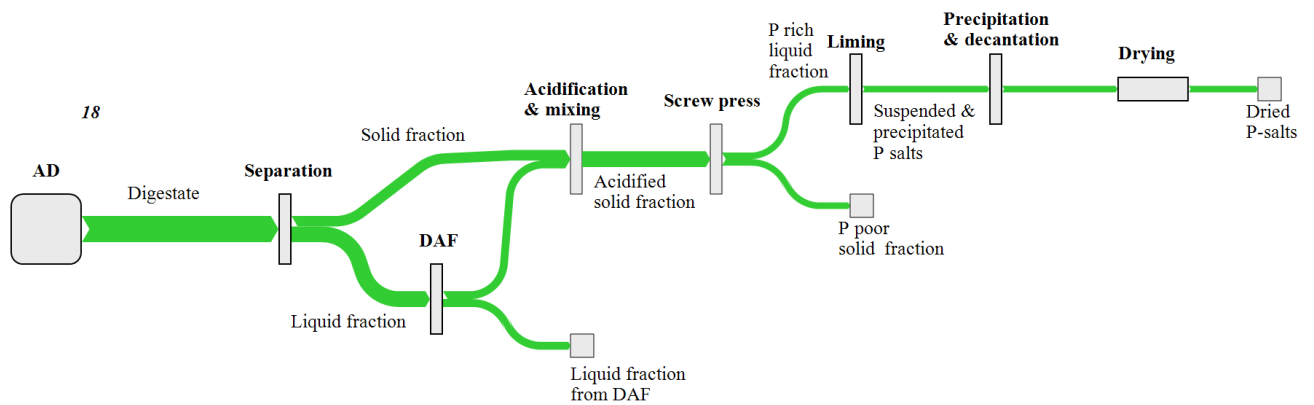 18
AD
Digestate
Separation
Solid fraction
Liquid fraction
DAF
Liquid fraction
from DAF
Acidification
& mixing
Acidified
solid fraction
Screw press
P rich
liquid
fraction
P poor
solid fraction
Liming
Suspended &
precipitated
P salts
Precipitation
& decantation
Drying
Dried
P-salts